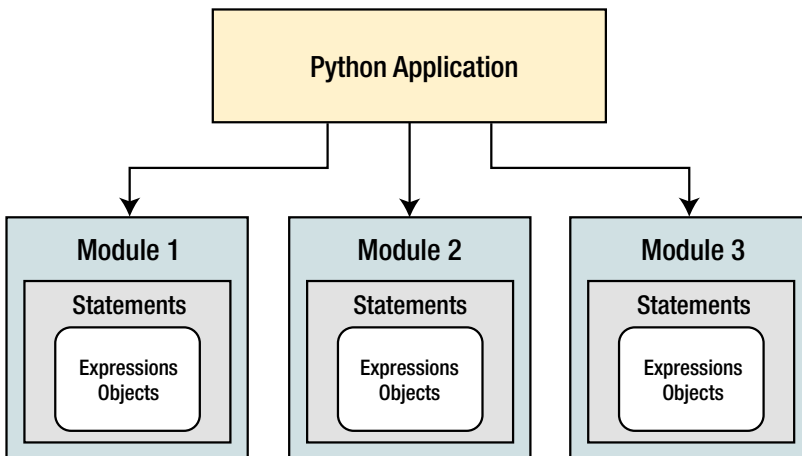 Python Application
Module 1
Statements
Expressions
Objects
Module 2
Statements
Expressions
Objects
Module 3
Statements
Expressions
Objects